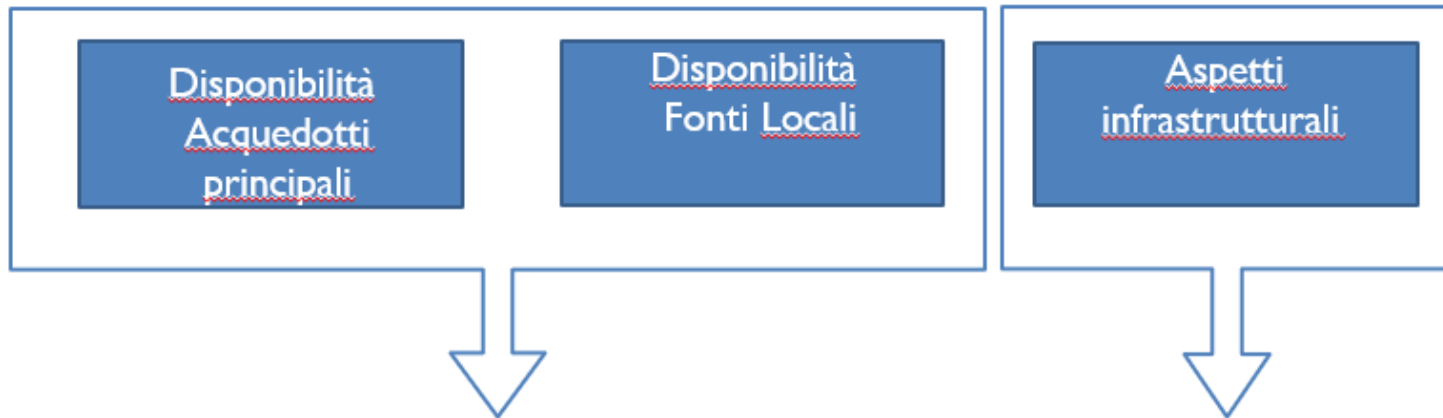 Disponibilità
Acquedotti
principali
Disponibilità
Fonti Locali
Aspetti
infrastrutturali